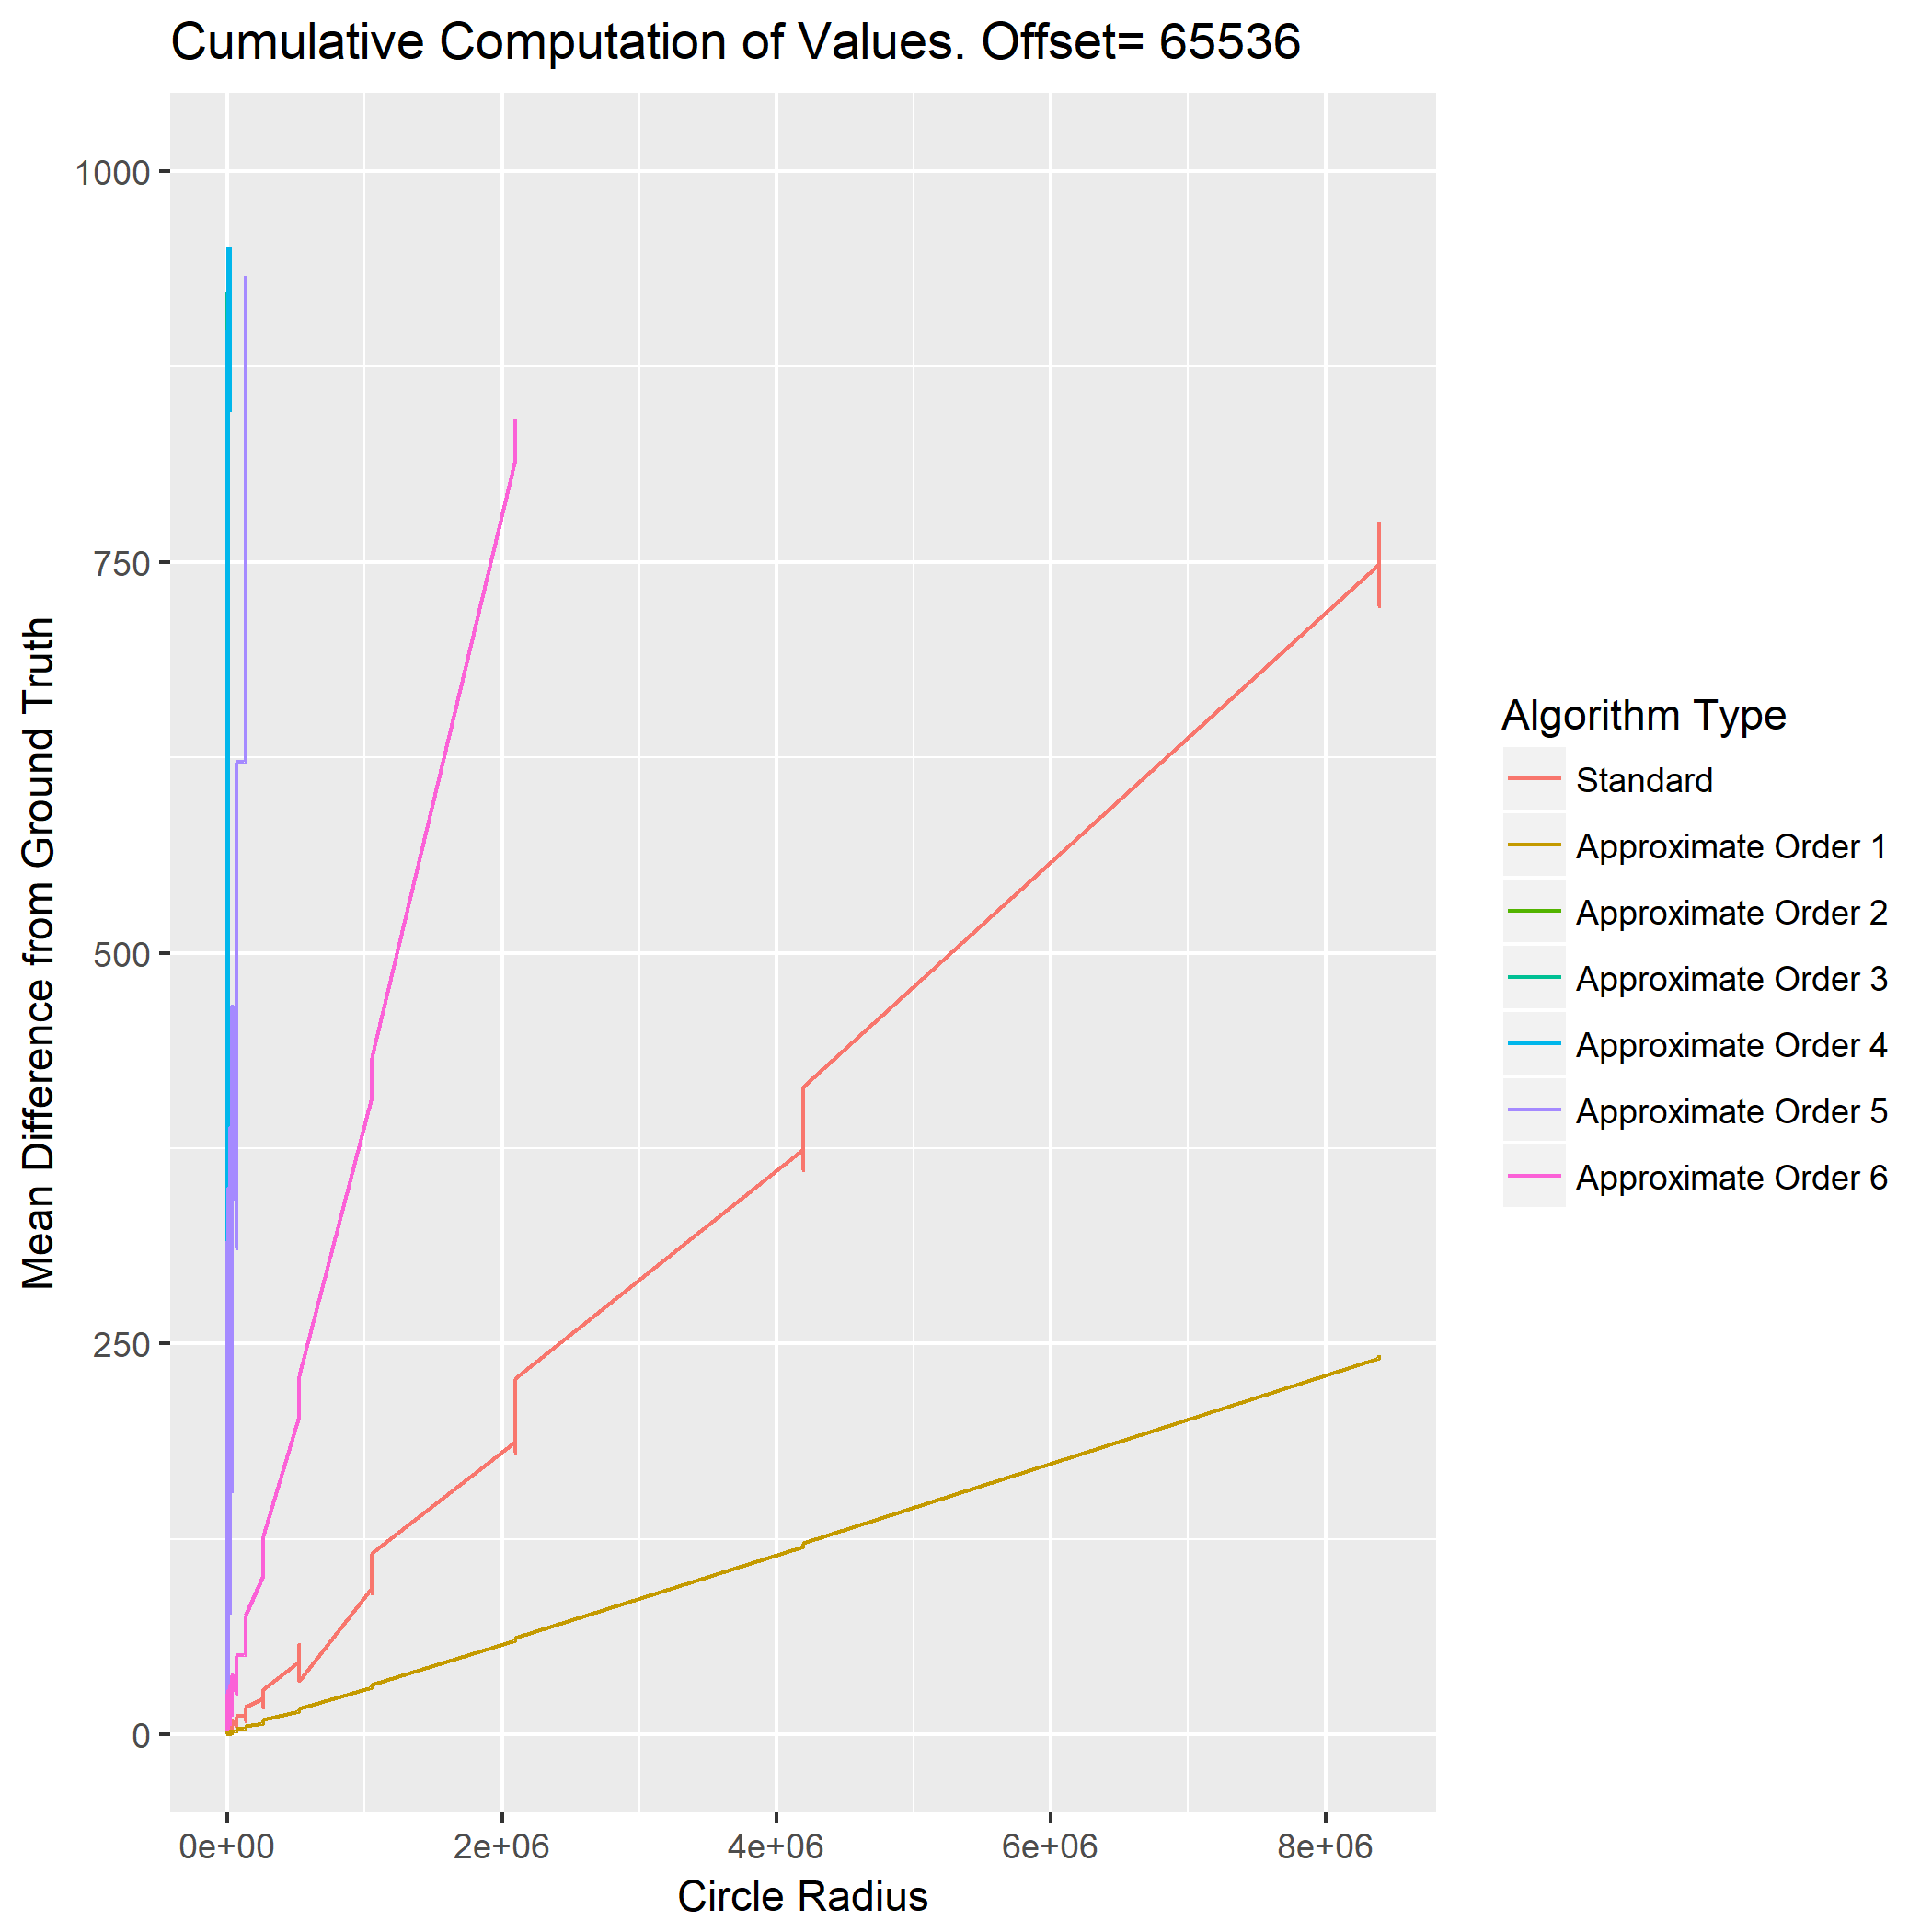 Cumulative Computation of Values. Offset= 65536
Mean Difference from Ground Truth
1000
750
500
250
0
0e+00 2e+06 4e+06 6e+06 8e+06
Circle Radius
Algorithm Type
Standard
Approximate Order 1
Approximate Order 2
Approximate Order 3
Approximate Order 4
Approximate Order 5
Approximate Order 6